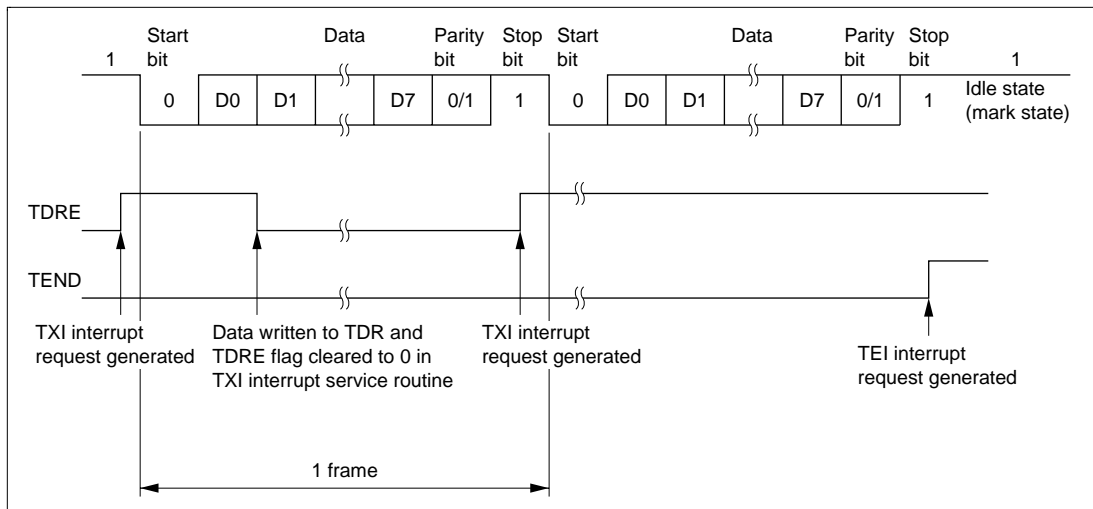 Start Data Parity Stop Start Data Parity Stop
1 bit bit bit bit bit bit 1
0 D0 D1 D7 0/1 1 0 D0 D1 D7 0/1 1 Idle state
(mark state)
TDRE
TEND
TXI interrupt
request generated
Data written to TDR and
TDRE flag cleared to 0 in
TXI interrupt service routine
TXI interrupt
request generated
TEI interrupt
request generated
1 frame